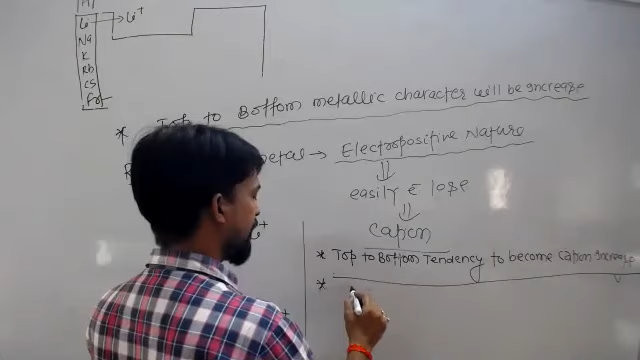 H
Li → Li⁺
Na
K
Rb
Cs
Fr
* Top to Bottom metallic character will be increase
metal → Electropositive Nature
⇓
easily e lose
⇓
Cation
* Top to Bottom Tendency to become Cation increase
*